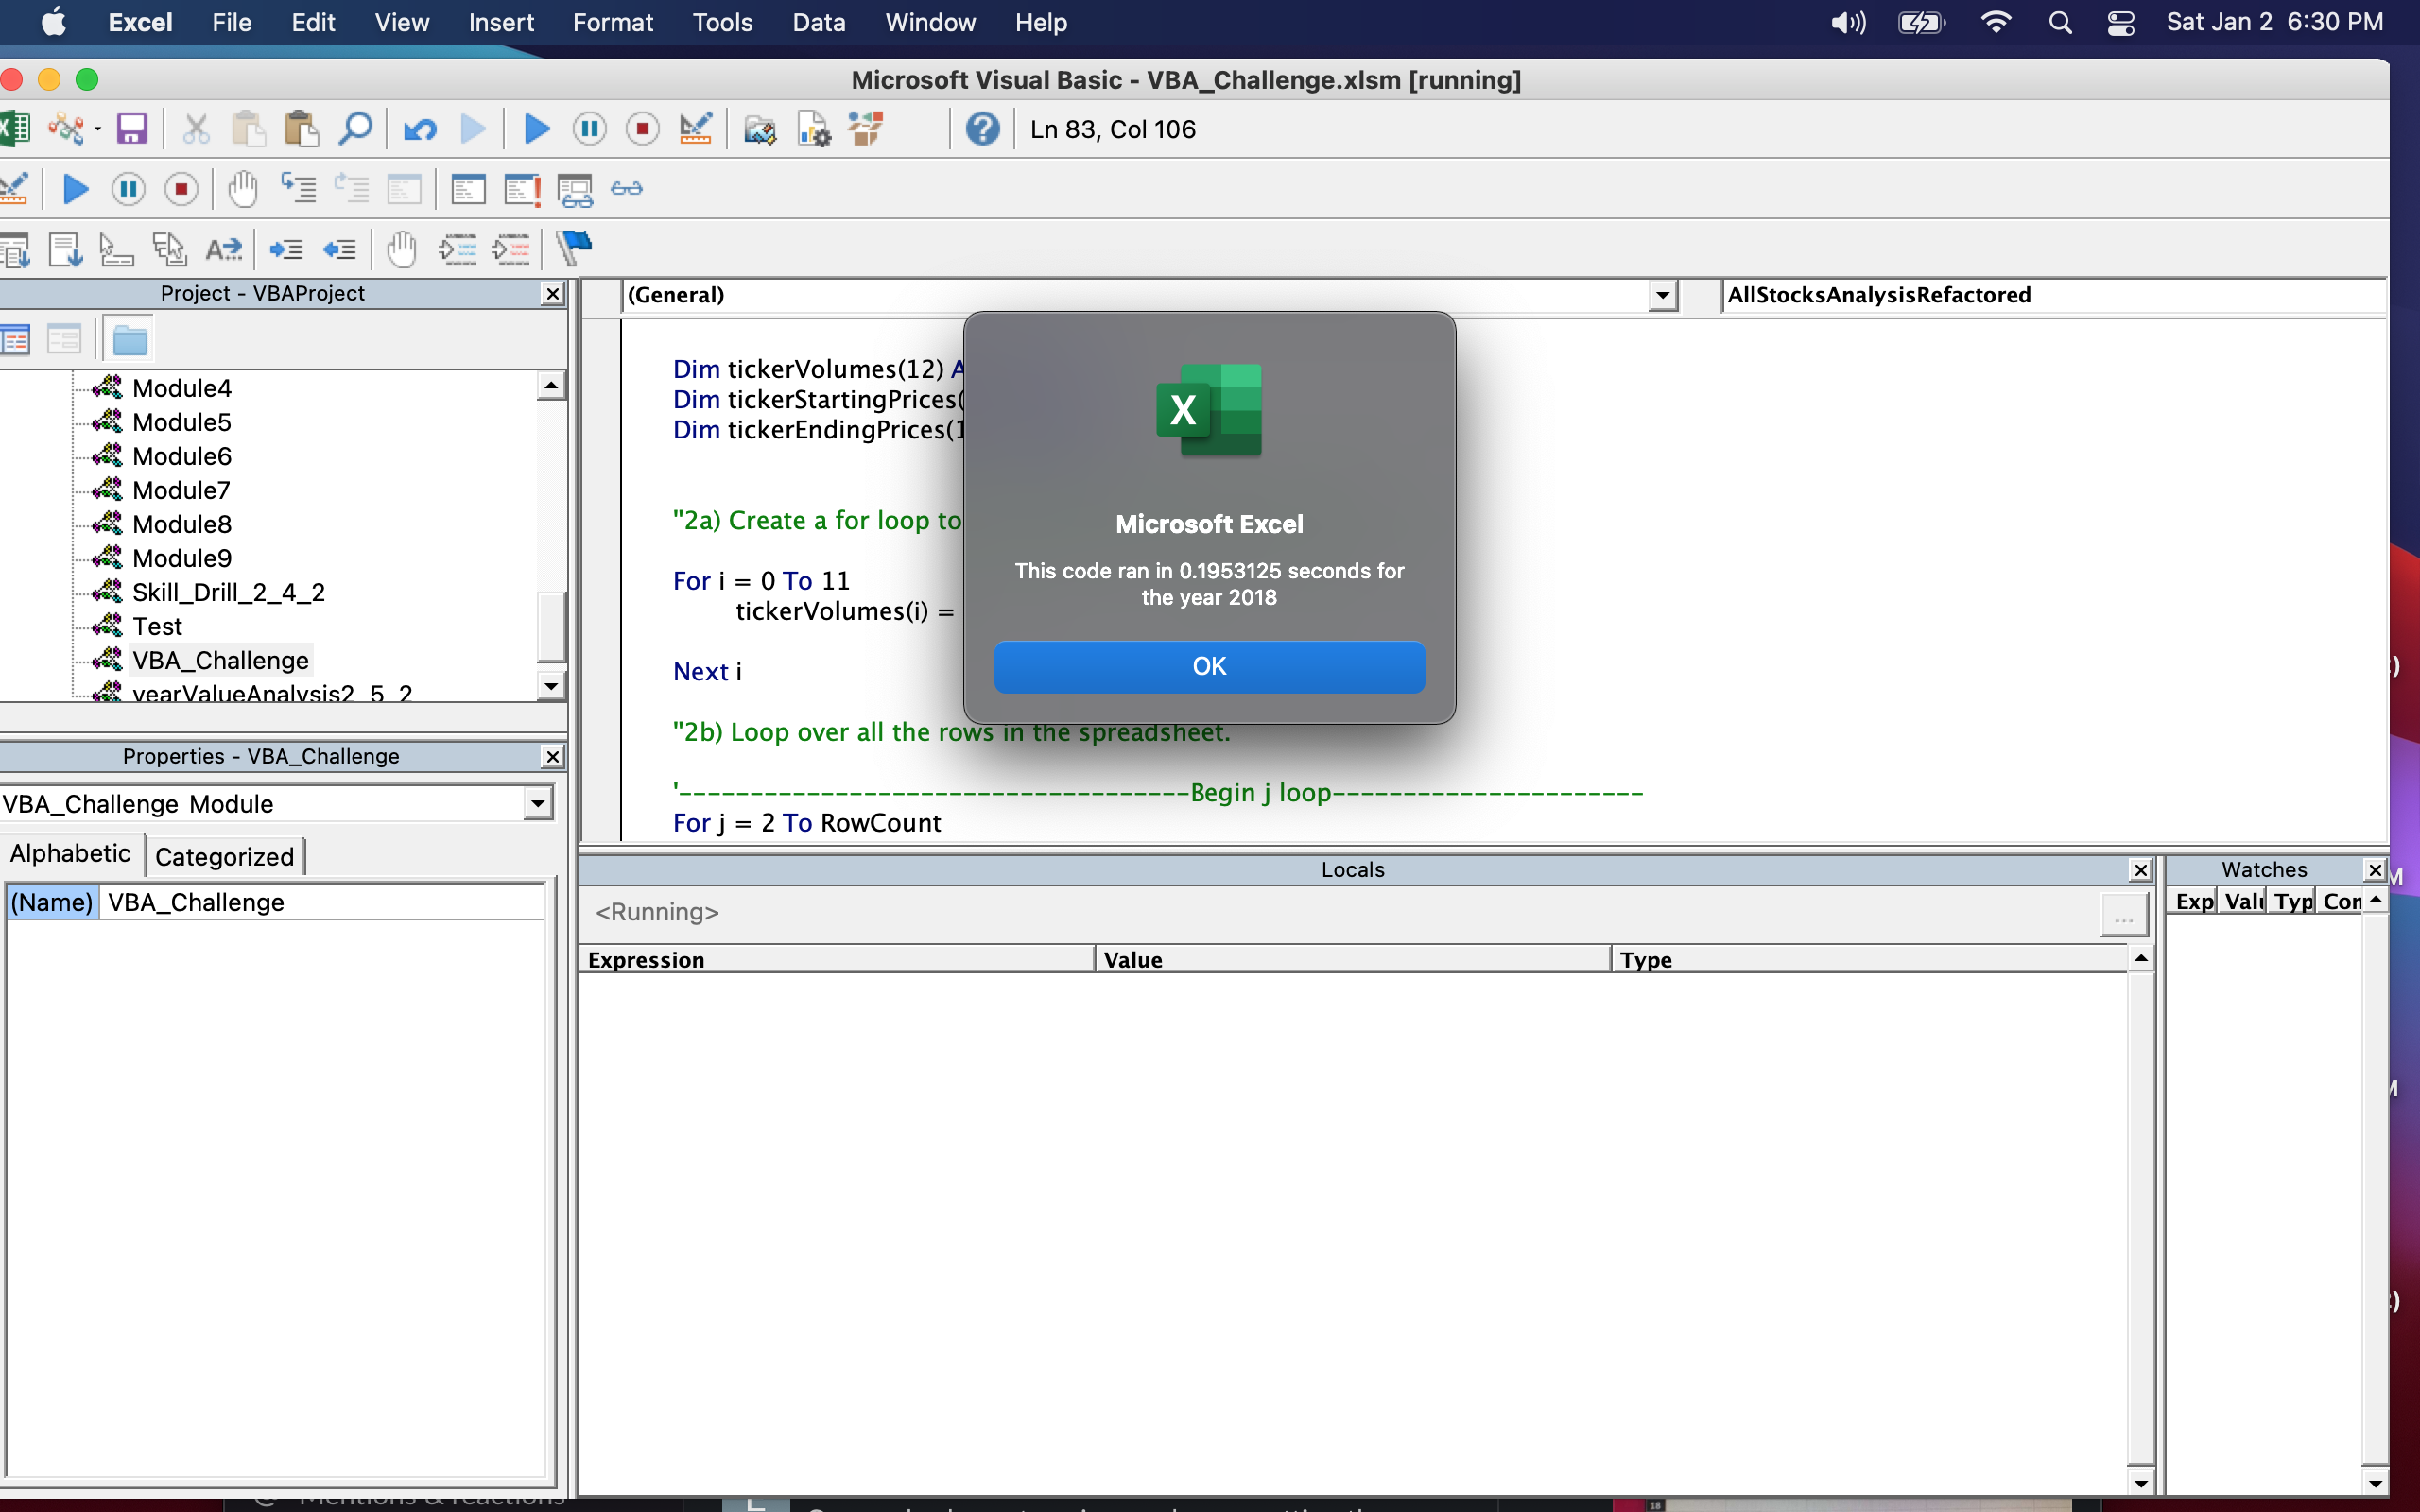 Excel File Edit View Insert Format Tools Data Window Help Sat Jan 2 6:30 PM
Microsoft Visual Basic - VBA_Challenge.xlsm [running]
Ln 83, Col 106
Project - VBAProject
(General) AllStocksAnalysisRefactored
Module4
Module5
Module6
Module7
Module8
Module9
Skill_Drill_2_4_2
Test
VBA_Challenge
yearValueAnalysis2_5_2
Dim tickerVolumes(12) A
Dim tickerStartingPrices(
Dim tickerEndingPrices(1
"2a) Create a for loop to
For i = 0 To 11
tickerVolumes(i) =
Next i
"2b) Loop over all the rows in the spreadsheet.
'------------------------------------Begin j loop----------------------
For j = 2 To RowCount
Microsoft Excel
This code ran in 0.1953125 seconds for
the year 2018
OK
Properties - VBA_Challenge
VBA_Challenge Module
Alphabetic Categorized
(Name) VBA_Challenge
Locals
<Running>
...
Expression Value Type
Watches
Exp Valu Typ Con
Mentions & reactions